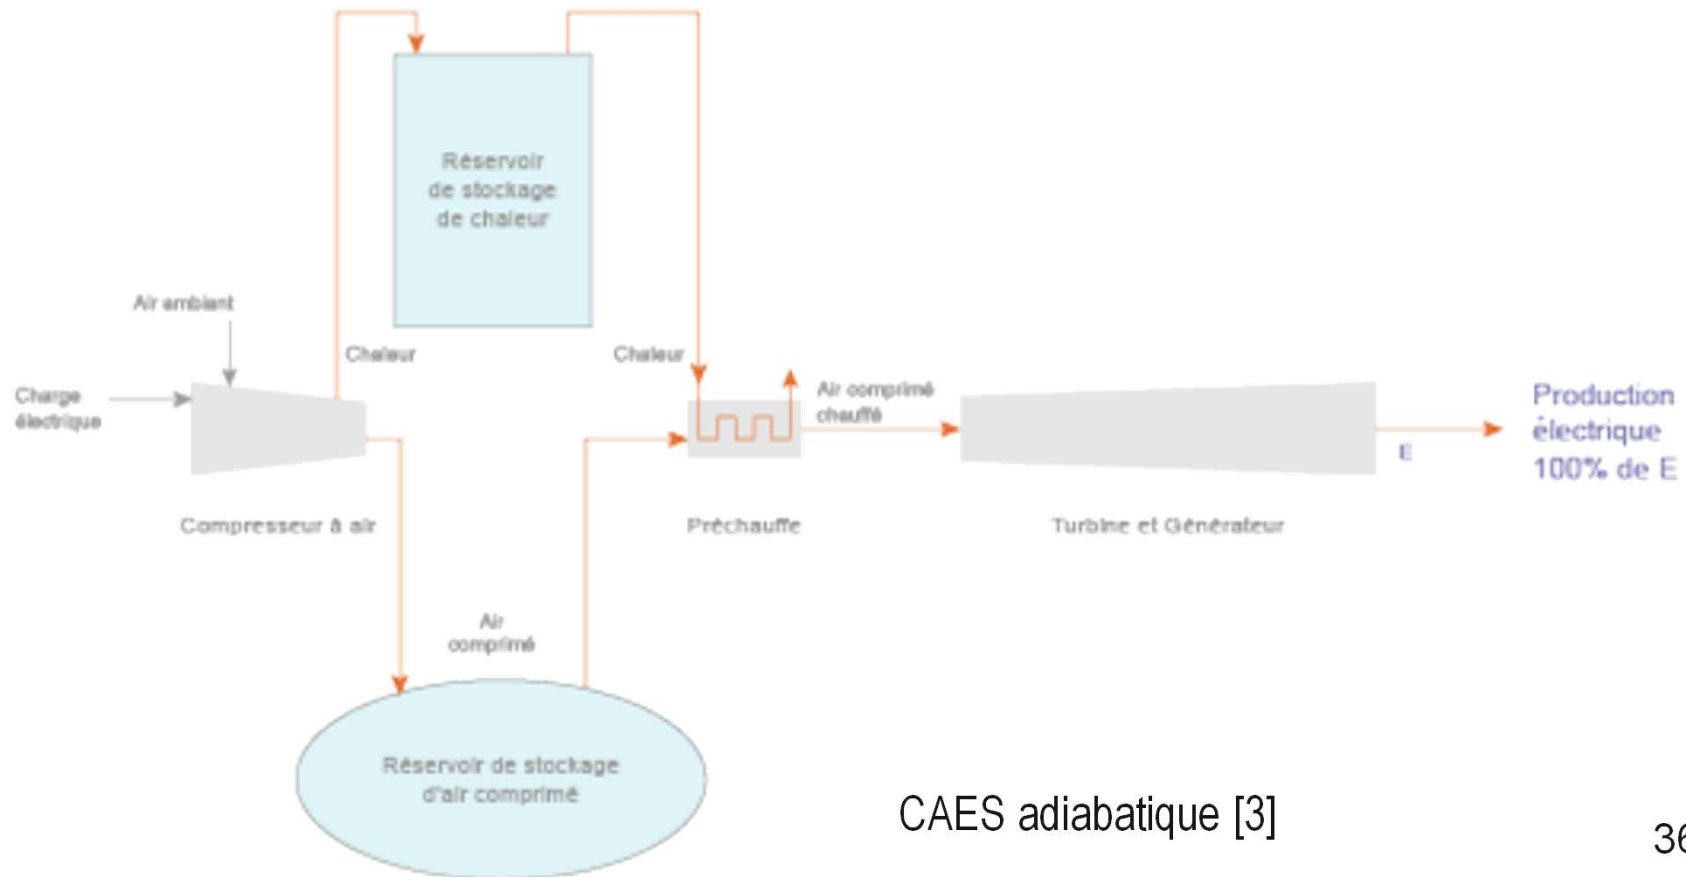 Réservoir
de stockage
de chaleur
Air ambiant
Chaleur
Chaleur
Charge
électrique
Air comprimé
chauffé
Production
électrique
100% de E
E
Compresseur à air
Préchauffe
Turbine et Générateur
Air
comprimé
Réservoir de stockage
d'air comprimé
CAES adiabatique [3]
36